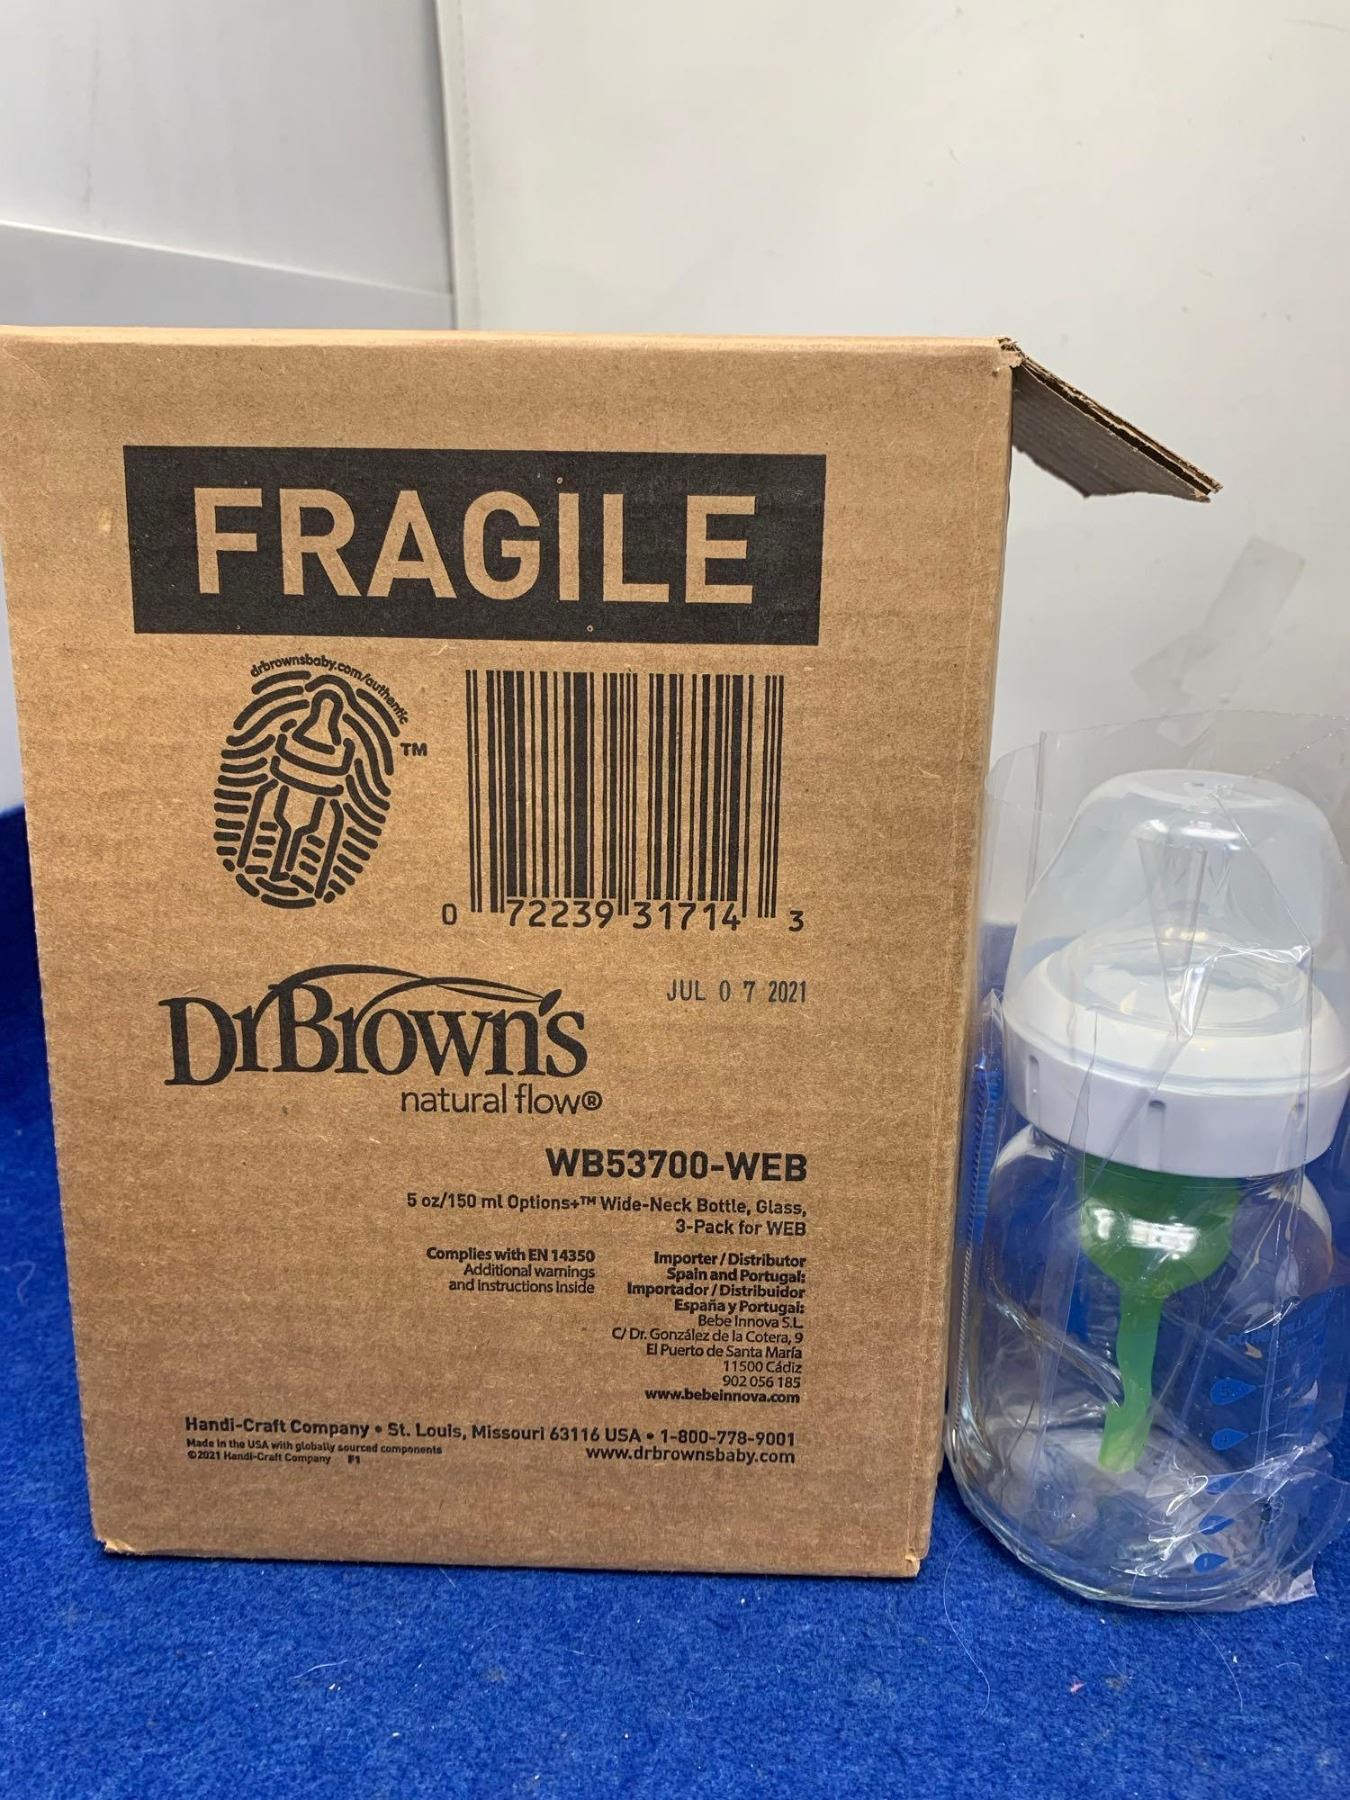 FRAGILE
drbrownsbaby.com/authentic
TM
0 72239 31714 3
JUL 0 7 2021
DrBrown's
natural flow®
WB53700-WEB
5 oz/150 ml Options+™ Wide-Neck Bottle, Glass,
3-Pack for WEB
Complies with EN 14350
Additional warnings
and instructions inside
Importer / Distributor
Spain and Portugal:
Importador / Distribuidor
España y Portugal:
Bebe Innova S.L.
C/ Dr. González de la Cotera, 9
El Puerto de Santa María
11500 Cádiz
902 056 185
www.bebeinnova.com
Handi-Craft Company • St. Louis, Missouri 63116 USA • 1-800-778-9001
Made in the USA with globally sourced components
©2021 Handi-Craft Company F1
www.drbrownsbaby.com